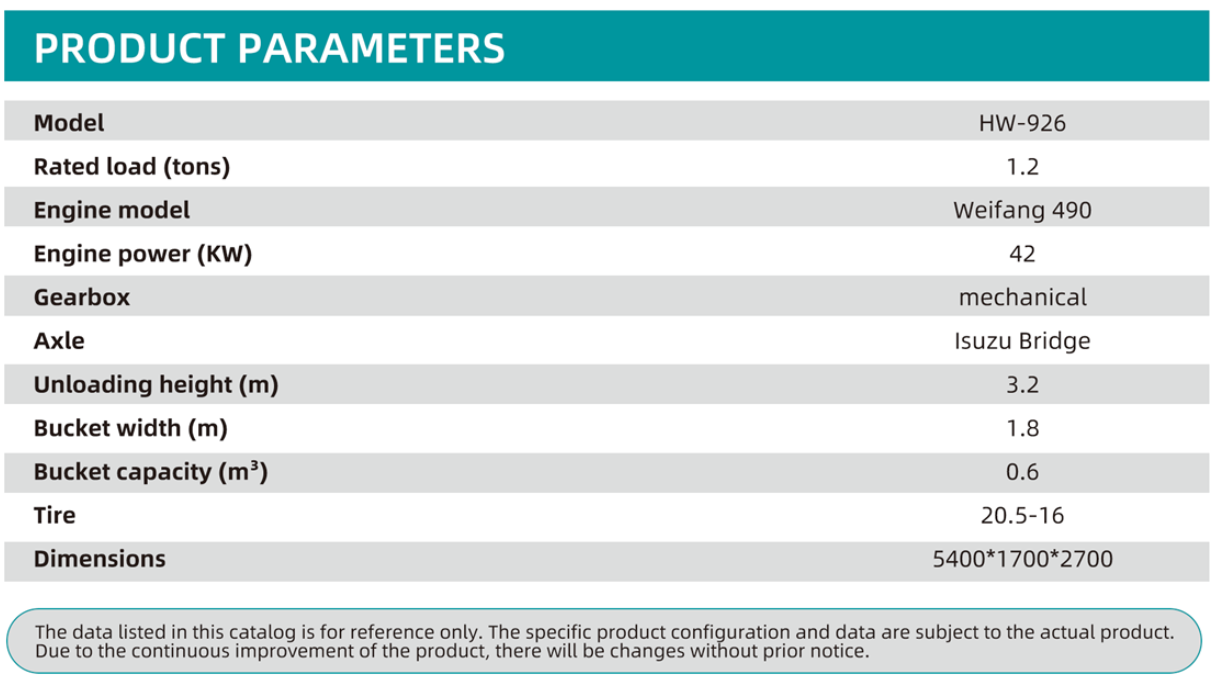 PRODUCT PARAMETERS
Model HW-926
Rated load (tons) 1.2
Engine model Weifang 490
Engine power (KW) 42
Gearbox mechanical
Axle Isuzu Bridge
Unloading height (m) 3.2
Bucket width (m) 1.8
Bucket capacity (m³) 0.6
Tire 20.5-16
Dimensions 5400*1700*2700
The data listed in this catalog is for reference only. The specific product configuration and data are subject to the actual product.
Due to the continuous improvement of the product, there will be changes without prior notice.